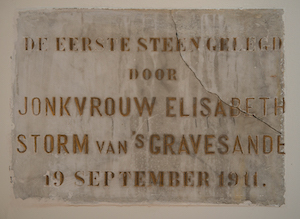 DE EERSTE STEEN GELEGD
DOOR
JONKVROUW ELISABETH
STORM VAN 'S GRAVESANDE
19 SEPTEMBER 1911.